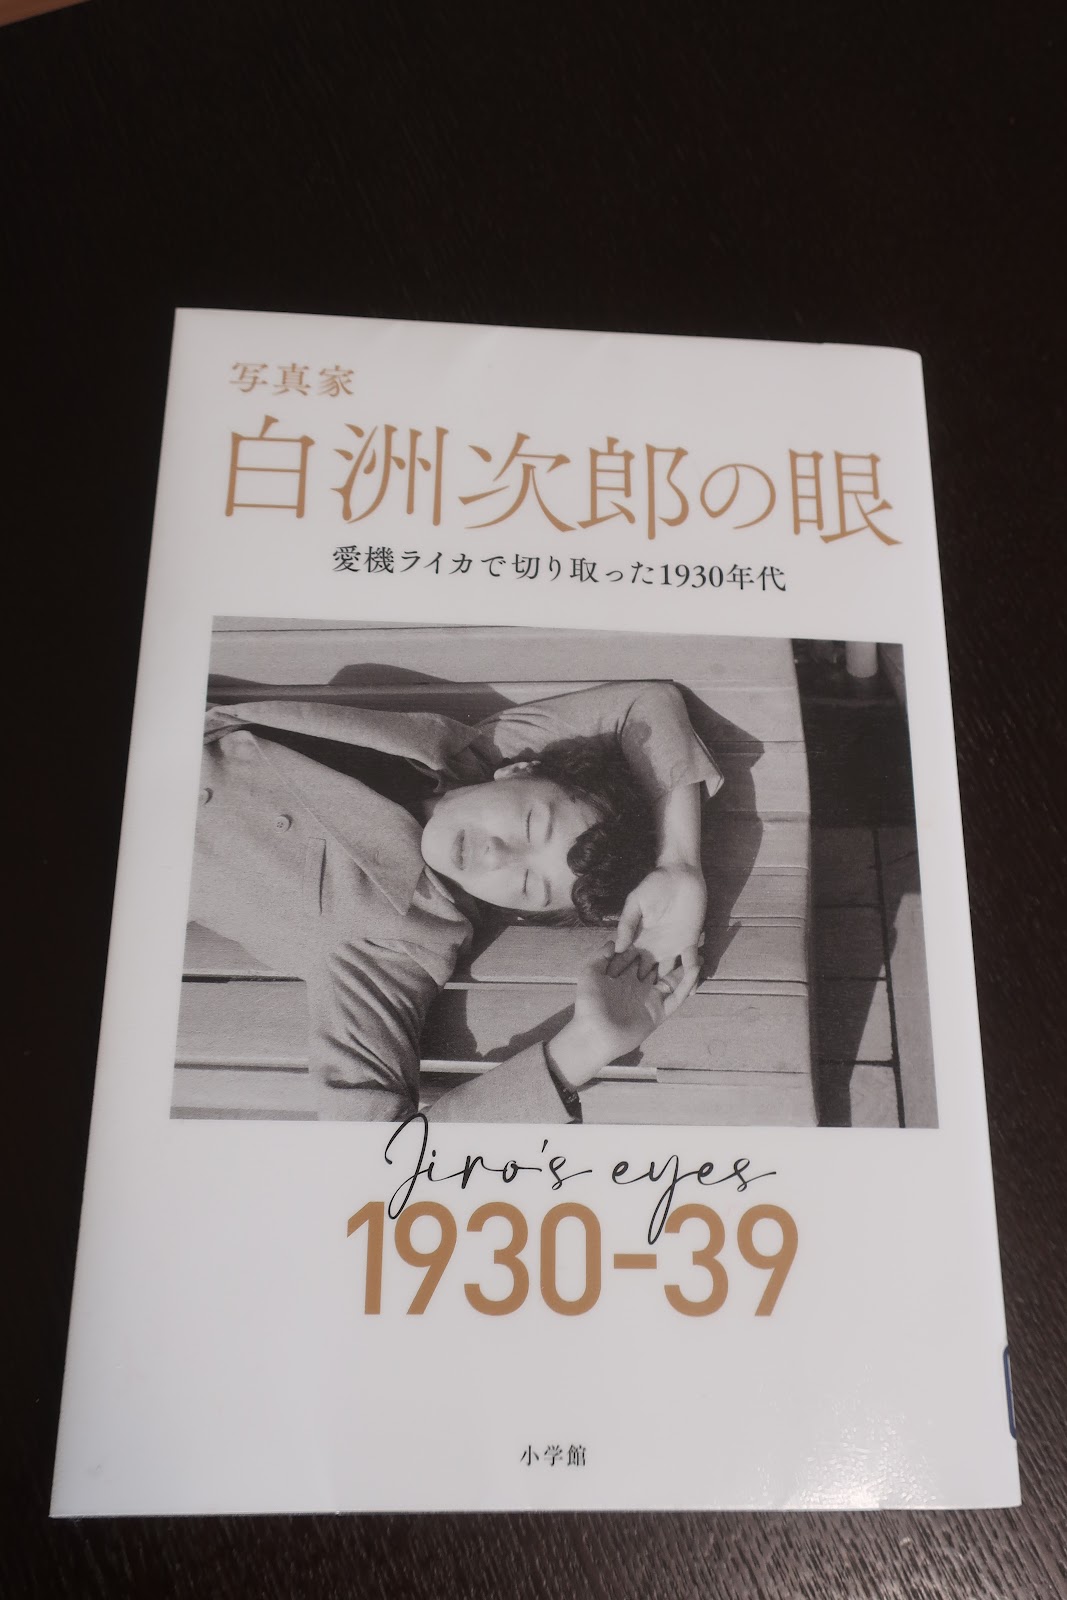 写真家
白洲次郎の眼
愛機ライカで切り取った1930年代
Jiro's eyes
1930-39
小学館